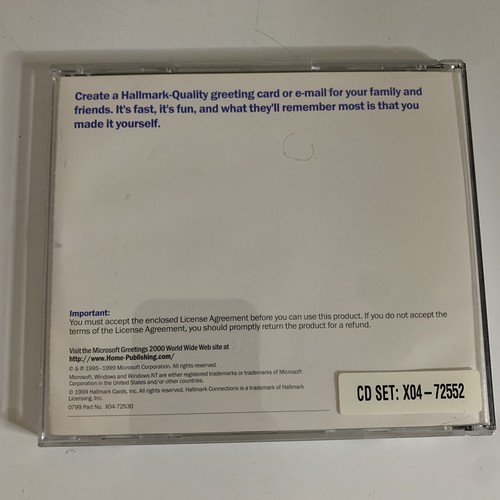 Create a Hallmark-Quality greeting card or e-mail for your family and
friends. It's fast, it's fun, and what they'll remember most is that you
made it yourself.
Important:
You must accept the enclosed License Agreement before you can use this product. If you do not accept the
terms of the License Agreement, you should promptly return the product for a refund.
Visit the Microsoft Greetings 2000 World Wide Web site at
http://www.Home-Publishing.com/
© & ℗ 1995–1999 Microsoft Corporation. All rights reserved.
Microsoft, Windows and Windows NT are either registered trademarks or trademarks of Microsoft
Corporation in the United States and/or other countries.
© 1999 Hallmark Cards, Inc. All rights reserved. Hallmark Connections is a trademark of Hallmark
Licensing, Inc.
0799 Part No. X04-72530
CD SET: X04-72552